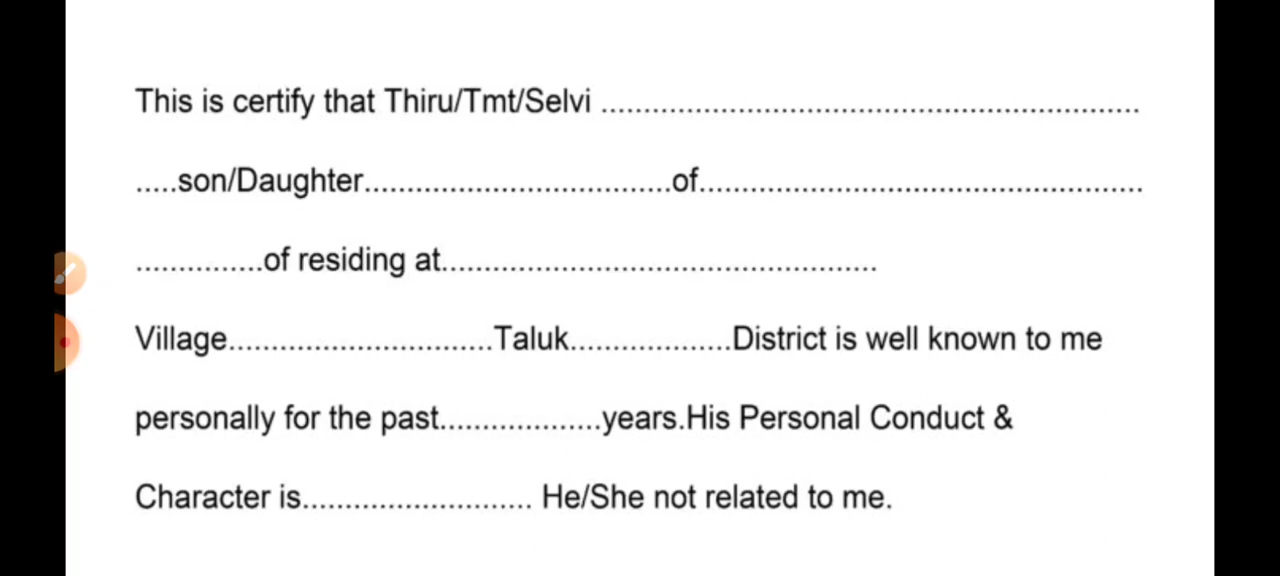 This is certify that Thiru/Tmt/Selvi ................................................................
.....son/Daughter....................................of.....................................................
...............of residing at....................................................
Village...............................Taluk...................District is well known to me
personally for the past...................years.His Personal Conduct &
Character is........................... He/She not related to me.